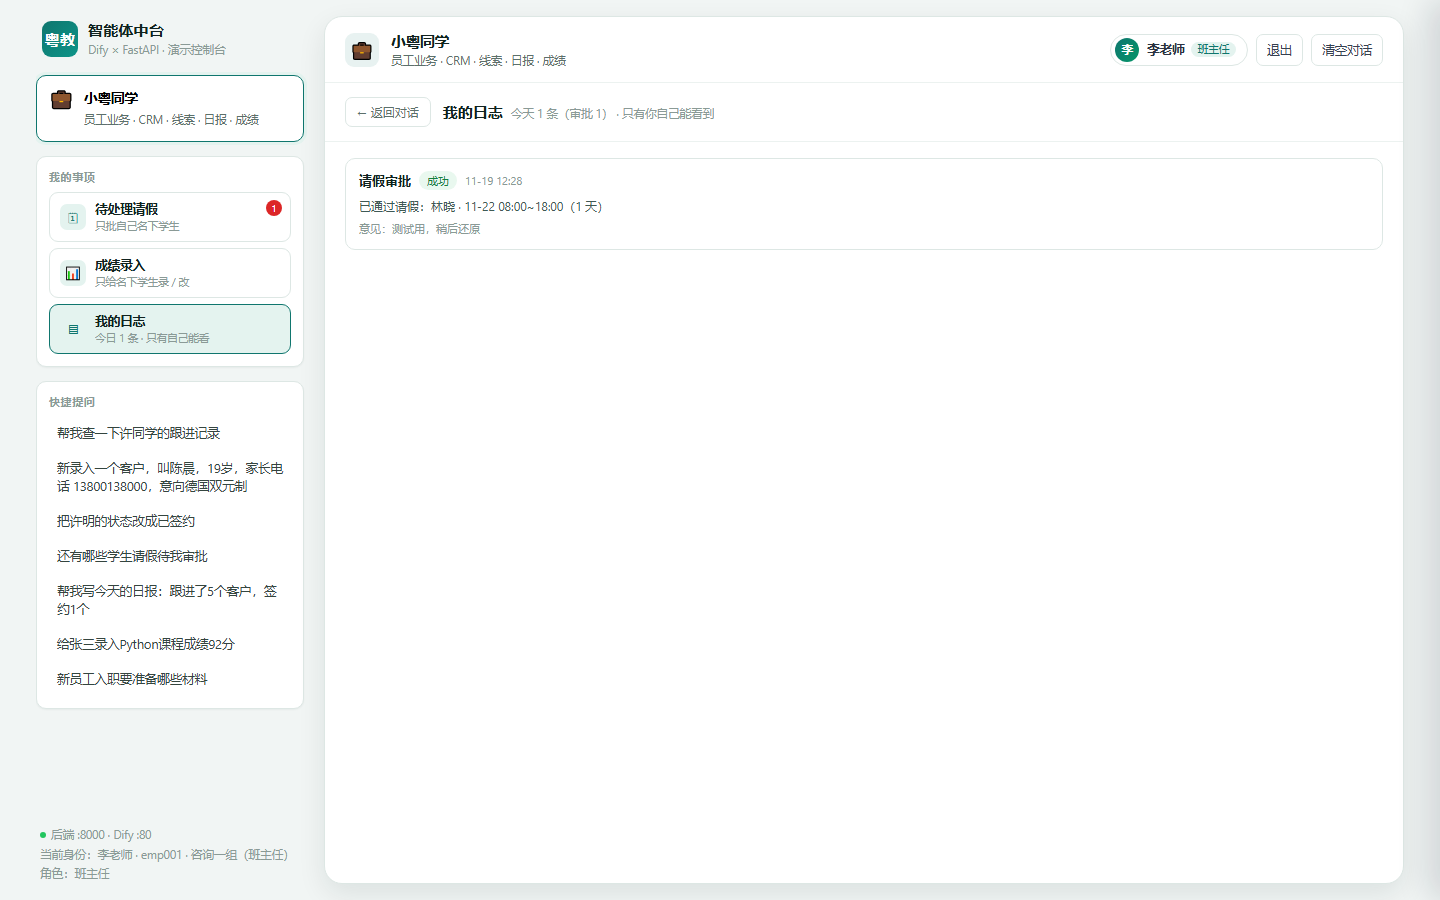 粤教
智能体中台
Dify × FastAPI · 演示控制台
小粤同学
员工业务 · CRM · 线索 · 日报 · 成绩
我的事项
待处理请假
只批自己名下学生
1
成绩录入
只给名下学生录 / 改
我的日志
今日 1 条 · 只有自己能看
快捷提问
帮我查一下许同学的跟进记录
新录入一个客户，叫陈晨，19岁，家长电
话 13800138000，意向德国双元制
把许明的状态改成已签约
还有哪些学生请假待我审批
帮我写今天的日报：跟进了5个客户，签
约1个
给张三录入Python课程成绩92分
新员工入职要准备哪些材料
后端 :8000 · Dify :80
当前身份：李老师 · emp001 · 咨询一组（班主任）
角色：班主任
小粤同学
员工业务 · CRM · 线索 · 日报 · 成绩
李 李老师 班主任
退出
清空对话
← 返回对话
我的日志 今天 1 条（审批 1） · 只有你自己能看到
请假审批 成功 11-19 12:28
已通过请假：林晓 · 11-22 08:00~18:00（1 天）
意见：测试用，稍后还原